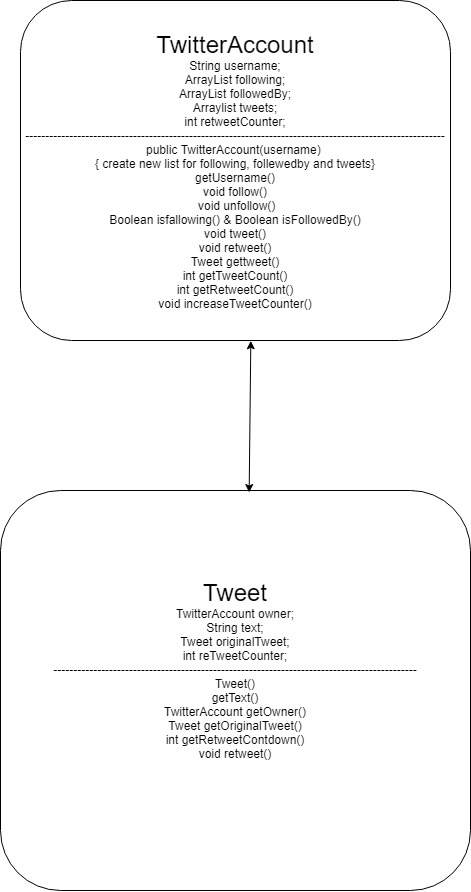 TwitterAccount
String username;
ArrayList following;
ArrayList followedBy;
Arraylist tweets;
int retweetCounter;
--------------------------------------------------------------------------------------------------------
public TwitterAccount(username)
{ create new list for following, follewedby and tweets}
getUsername()
void follow()
void unfollow()
Boolean isfallowing() & Boolean isFollowedBy()
void tweet()
void retweet()
Tweet gettweet()
int getTweetCount()
int getRetweetCount()
void increaseTweetCounter()
Tweet
TwitterAccount owner;
String text;
Tweet originalTweet;
int reTweetCounter;
------------------------------------------------------------------------------------------
Tweet()
getText()
TwitterAccount getOwner()
Tweet getOriginalTweet()
int getRetweetContdown()
void retweet()